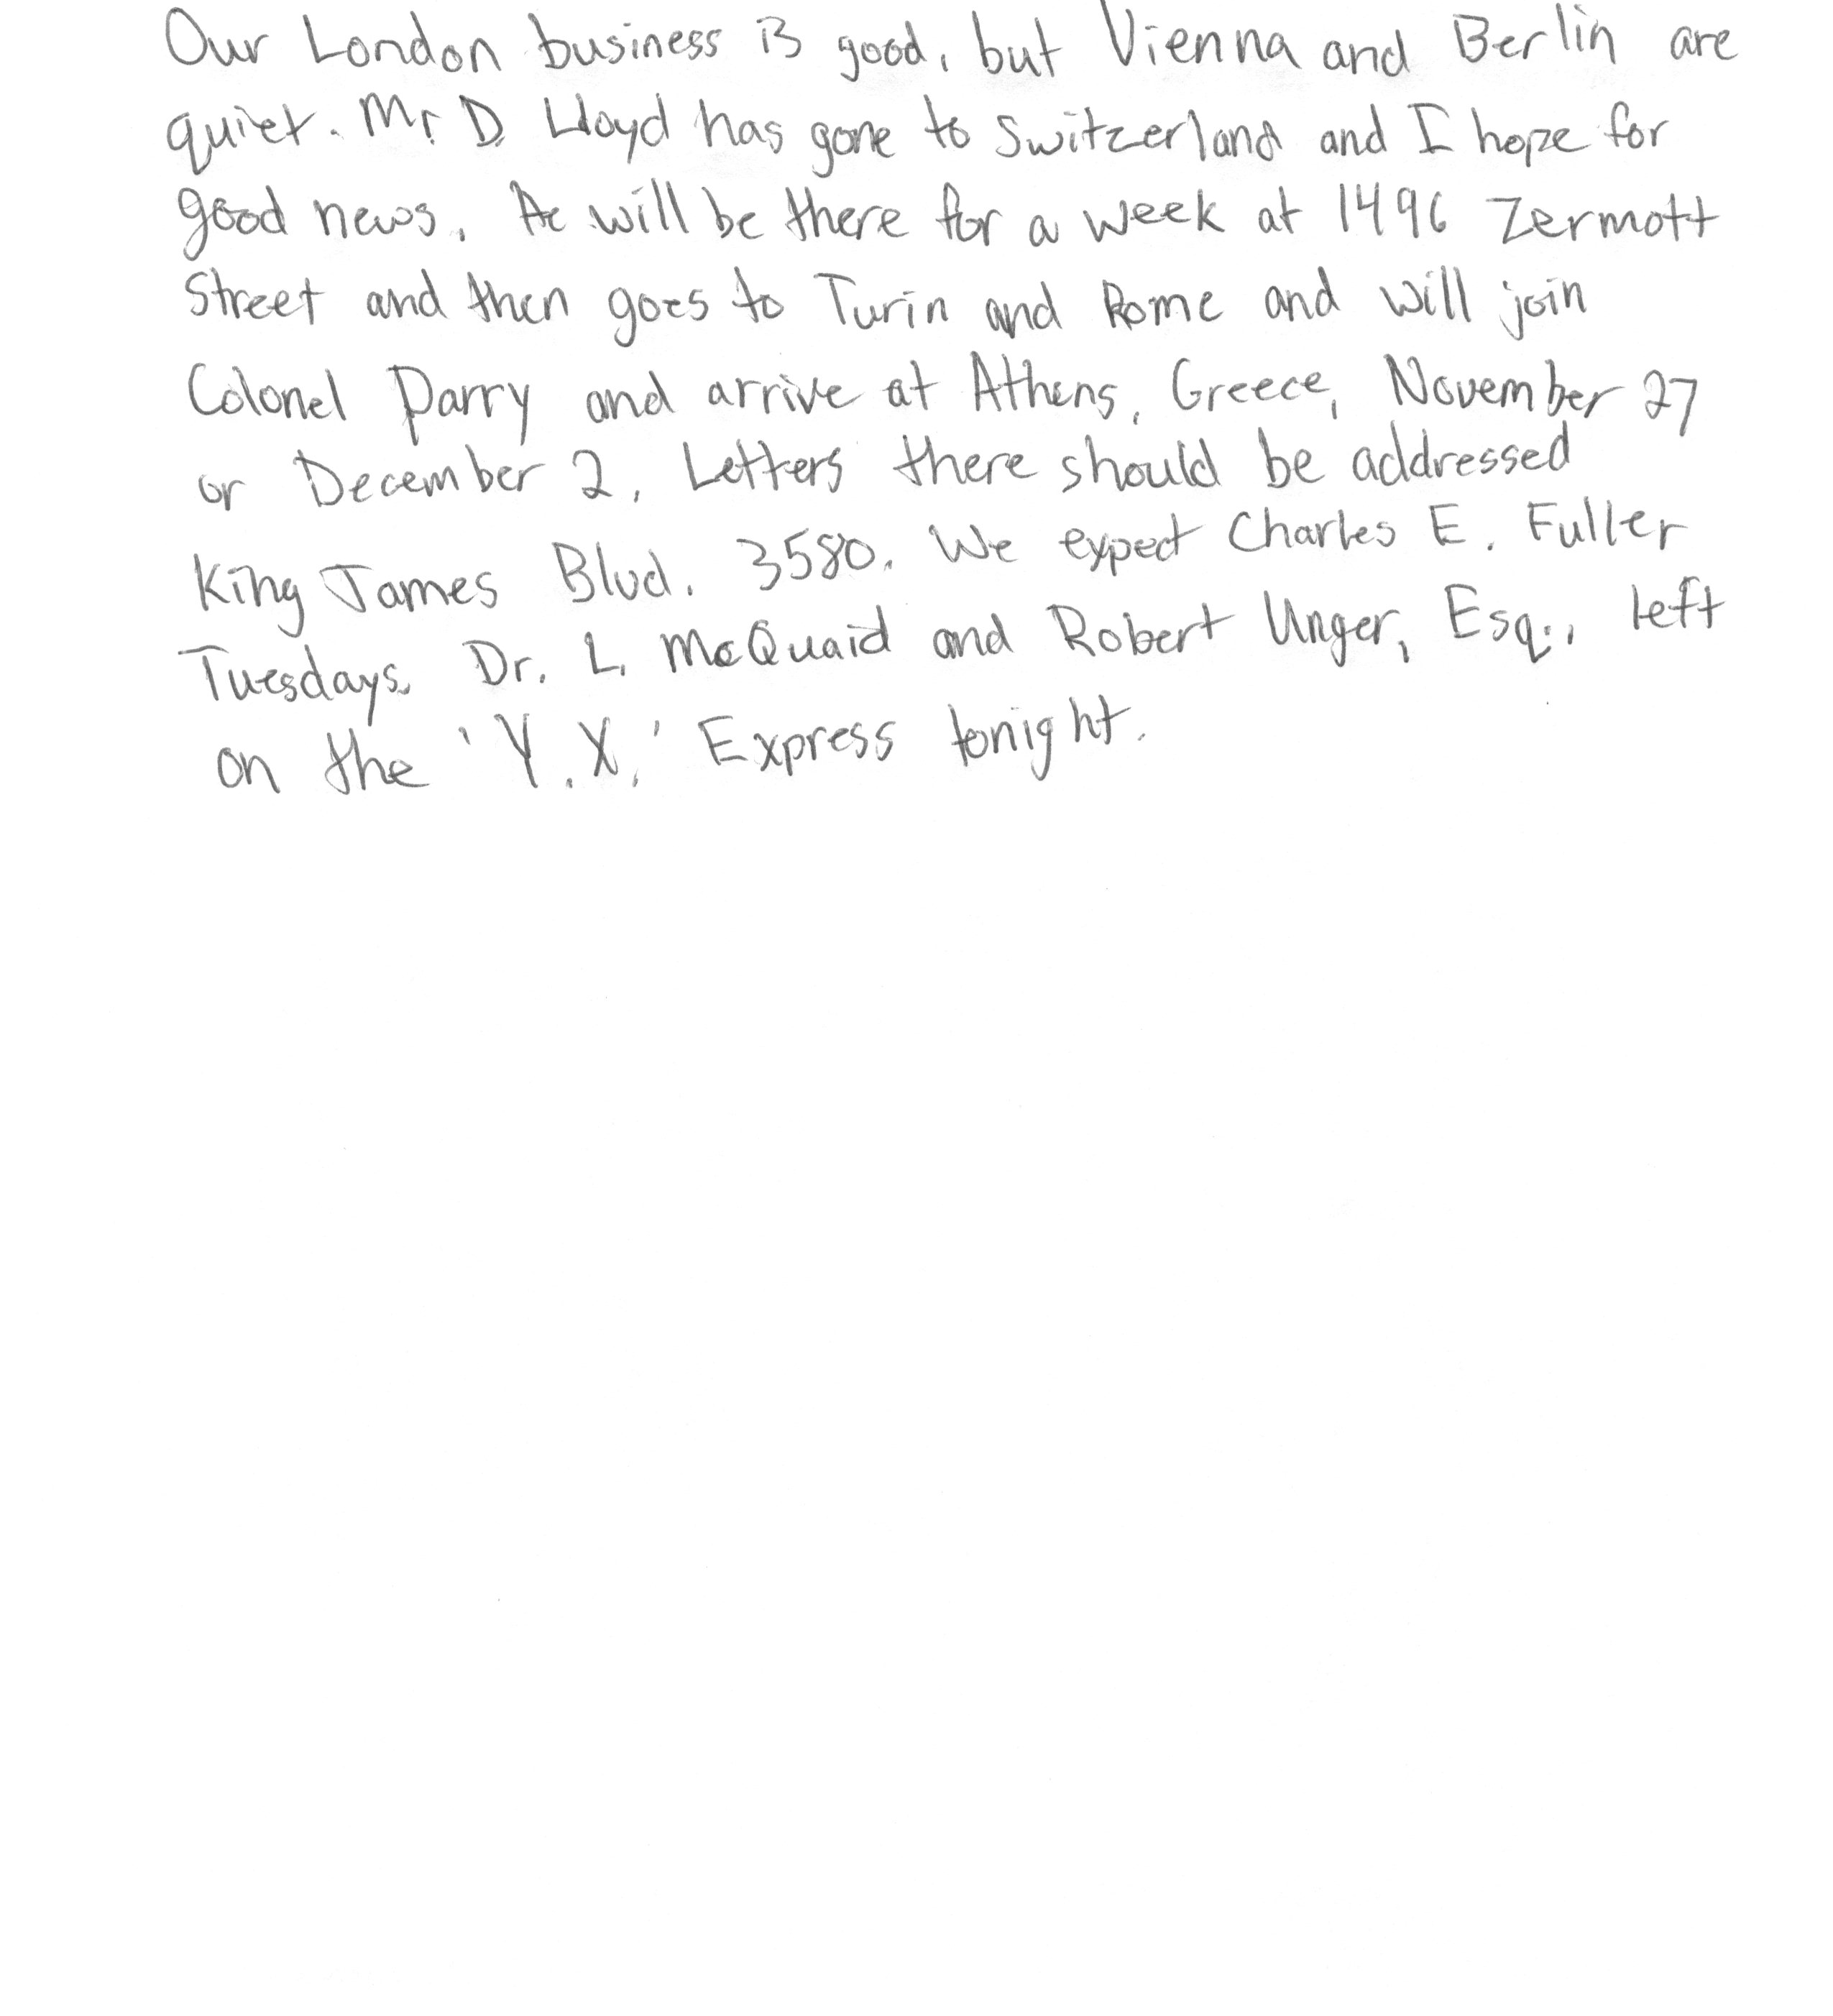 Our London business is good, but Vienna and Berlin are
quiet. Mr. D. Lloyd has gone to Switzerland and I hope for
good news. He will be there for a week at 1496 Zermott
Street and then goes to Turin and Rome and will join
Colonel Parry and arrive at Athens, Greece, November 27
or December 2. Letters there should be addressed
King James Blvd. 3580. We expect Charles E. Fuller
Tuesdays. Dr. L. McQuaid and Robert Unger, Esq., left
on the 'Y.X.' Express tonight.